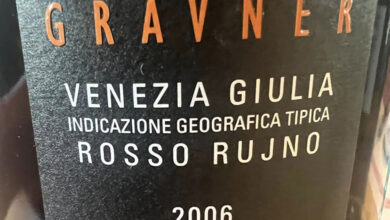 GRAVNER
VENEZIA GIULIA
INDICAZIONE GEOGRAFICA TIPICA
ROSSO RUJNO
2006